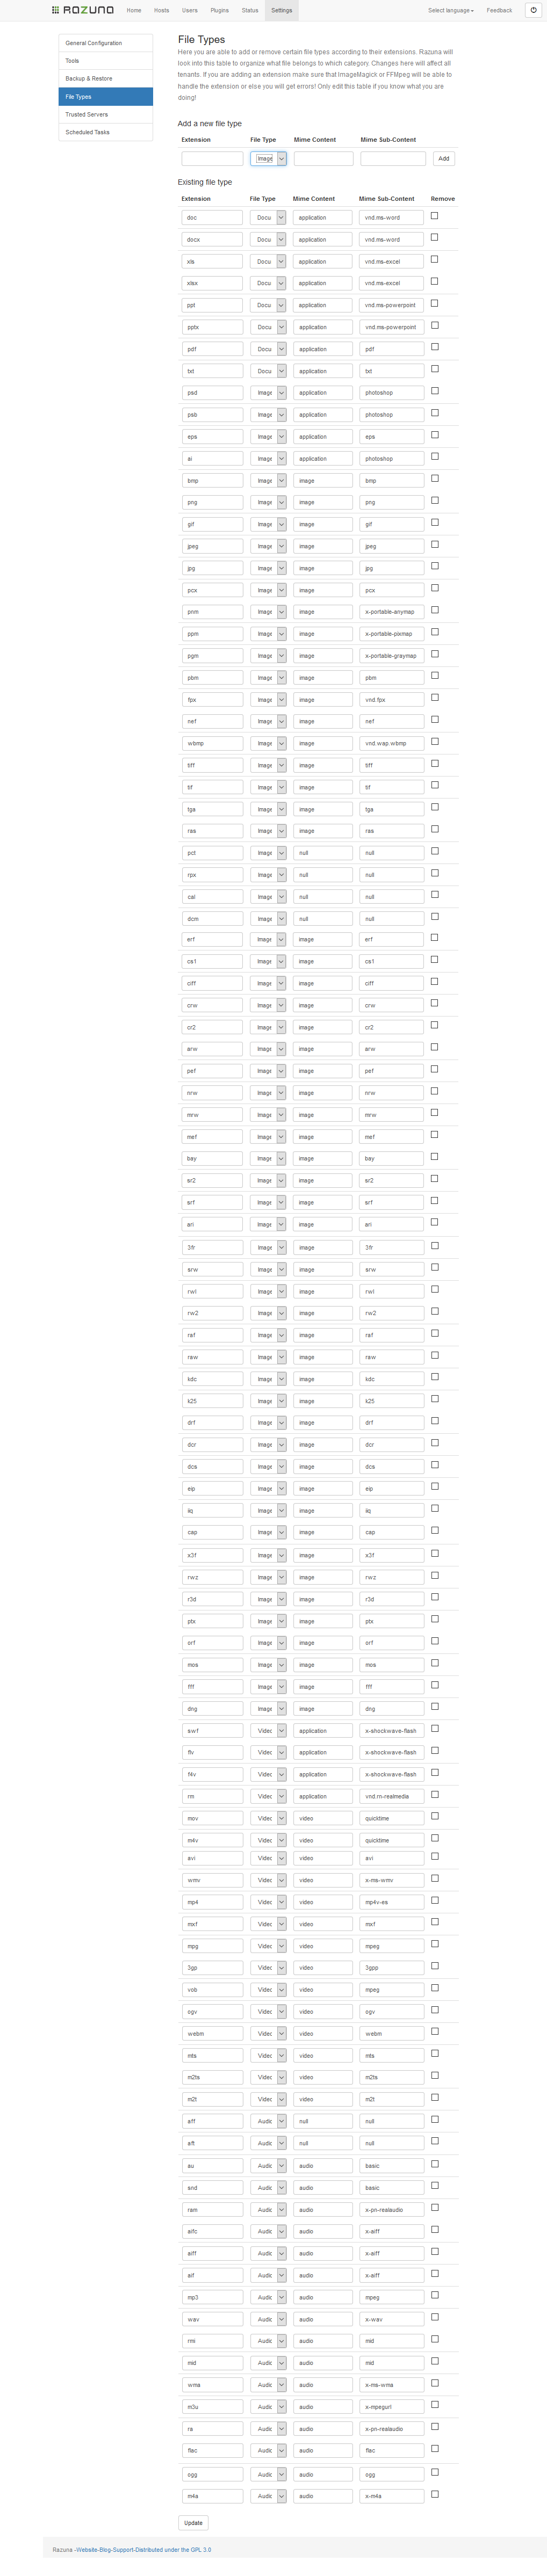 RAZUNA Home Hosts Users Plugins Status Settings Select language Feedback
General Configuration
Tools
Backup & Restore
File Types
Trusted Servers
Scheduled Tasks
File Types
Here you are able to add or remove certain file types according to their extensions. Razuna will
look into this table to organize what file belongs to which category. Changes here will affect all
tenants. If you are adding an extension make sure that ImageMagick or FFMpeg will be able to
handle the extension or else you will get errors! Only edit this table if you know what you are
doing!
Add a new file type
Extension File Type Mime Content Mime Sub-Content
Image Add
Existing file type
Extension File Type Mime Content Mime Sub-Content Remove
doc Docu application vnd.ms-word
docx Docu application vnd.ms-word
xls Docu application vnd.ms-excel
xlsx Docu application vnd.ms-excel
ppt Docu application vnd.ms-powerpoint
pptx Docu application vnd.ms-powerpoint
pdf Docu application pdf
txt Docu application txt
psd Image application photoshop
psb Image application photoshop
eps Image application eps
ai Image application photoshop
bmp Image image bmp
png Image image png
gif Image image gif
jpeg Image image jpeg
jpg Image image jpg
pcx Image image pcx
pnm Image image x-portable-anymap
ppm Image image x-portable-pixmap
pgm Image image x-portable-graymap
pbm Image image pbm
fpx Image image vnd.fpx
nef Image image nef
wbmp Image image vnd.wap.wbmp
tiff Image image tiff
tif Image image tif
tga Image image tga
ras Image image ras
pct Image null null
rpx Image null null
cal Image null null
dcm Image null null
erf Image image erf
cs1 Image image cs1
ciff Image image ciff
crw Image image crw
cr2 Image image cr2
arw Image image arw
pef Image image pef
nrw Image image nrw
mrw Image image mrw
mef Image image mef
bay Image image bay
sr2 Image image sr2
srf Image image srf
ari Image image ari
3fr Image image 3fr
srw Image image srw
rwl Image image rwl
rw2 Image image rw2
raf Image image raf
raw Image image raw
kdc Image image kdc
k25 Image image k25
drf Image image drf
dcr Image image dcr
dcs Image image dcs
eip Image image eip
iiq Image image iiq
cap Image image cap
x3f Image image x3f
rwz Image image rwz
r3d Image image r3d
ptx Image image ptx
orf Image image orf
mos Image image mos
fff Image image fff
dng Image image dng
swf Video application x-shockwave-flash
flv Video application x-shockwave-flash
f4v Video application x-shockwave-flash
rm Video application vnd.rn-realmedia
mov Video video quicktime
m4v Video video quicktime
avi Video video avi
wmv Video video x-ms-wmv
mp4 Video video mp4v-es
mxf Video video mxf
mpg Video video mpeg
3gp Video video 3gpp
vob Video video mpeg
ogv Video video ogv
webm Video video webm
mts Video video mts
m2ts Video video m2ts
m2t Video video m2t
aff Audio null null
aft Audio null null
au Audio audio basic
snd Audio audio basic
ram Audio audio x-pn-realaudio
aifc Audio audio x-aiff
aiff Audio audio x-aiff
aif Audio audio x-aiff
mp3 Audio audio mpeg
wav Audio audio x-wav
rmi Audio audio mid
mid Audio audio mid
wma Audio audio x-ms-wma
m3u Audio audio x-mpegurl
ra Audio audio x-pn-realaudio
flac Audio audio flac
ogg Audio audio ogg
m4a Audio audio x-m4a
Update
Razuna -Website-Blog-Support-Distributed under the GPL 3.0